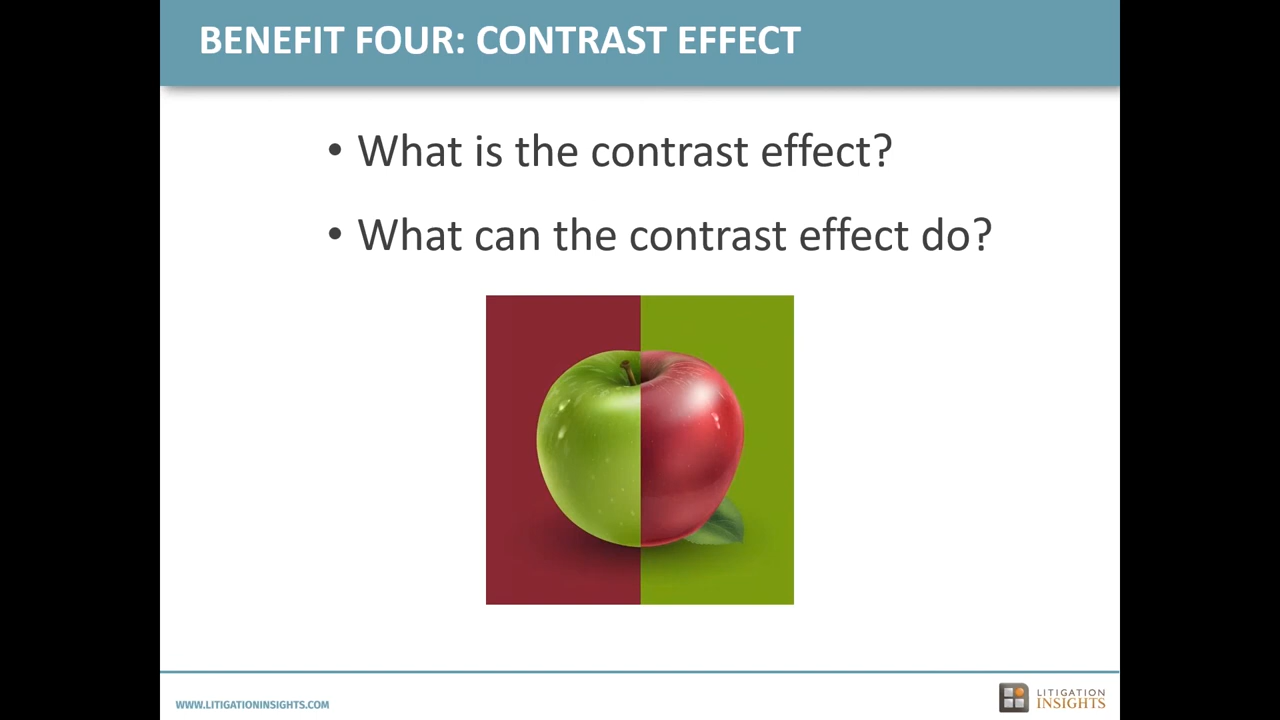 BENEFIT FOUR: CONTRAST EFFECT
• What is the contrast effect?
• What can the contrast effect do?
WWW.LITIGATIONINSIGHTS.COM
LITIGATION
INSIGHTS